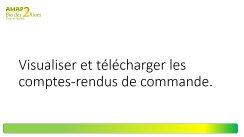 AMAP
Bio des 2 Rives
Visualiser et télécharger les
comptes-rendus de commande.